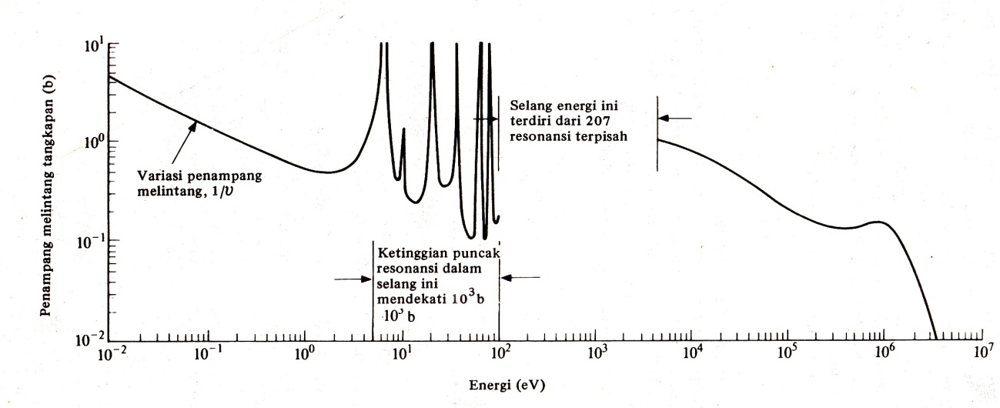 Penampang melintang tangkapan (b)
10¹
10⁰
10⁻¹
10⁻²
Variasi penampang
melintang, 1/υ
Selang energi ini
terdiri dari 207
resonansi terpisah
Ketinggian puncak
resonansi dalam
selang ini
mendekati 10³b
10³ b
10⁻² 10⁻¹ 10⁰ 10¹ 10² 10³ 10⁴ 10⁵ 10⁶ 10⁷
Energi (eV)